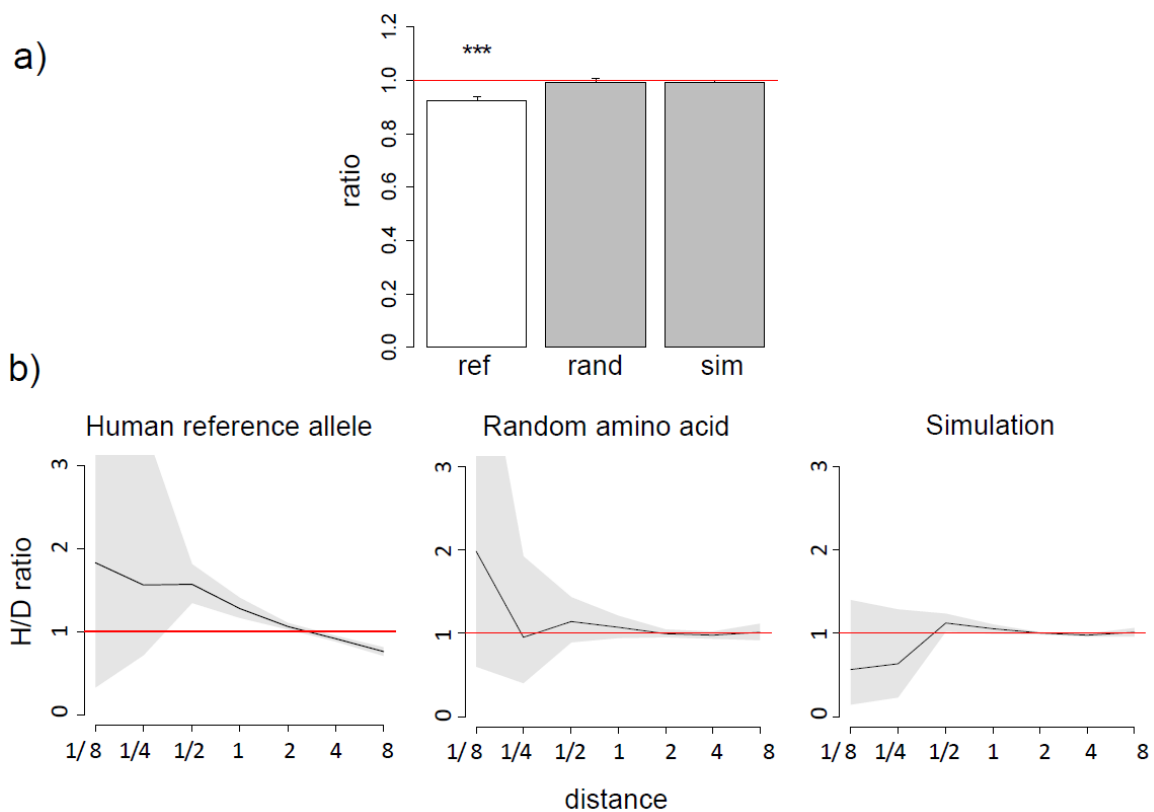 a)
1.2
1.0
0.8
0.6
0.4
0.2
0.0
ratio
***
ref rand sim
b)
Human reference allele
3
2
1
0
H/D ratio
1/ 8 1/4 1/2 1 2 4 8
Random amino acid
3
2
1
0
1/ 8 1/4 1/2 1 2 4 8
Simulation
3
2
1
0
1/ 8 1/4 1/2 1 2 4 8
distance